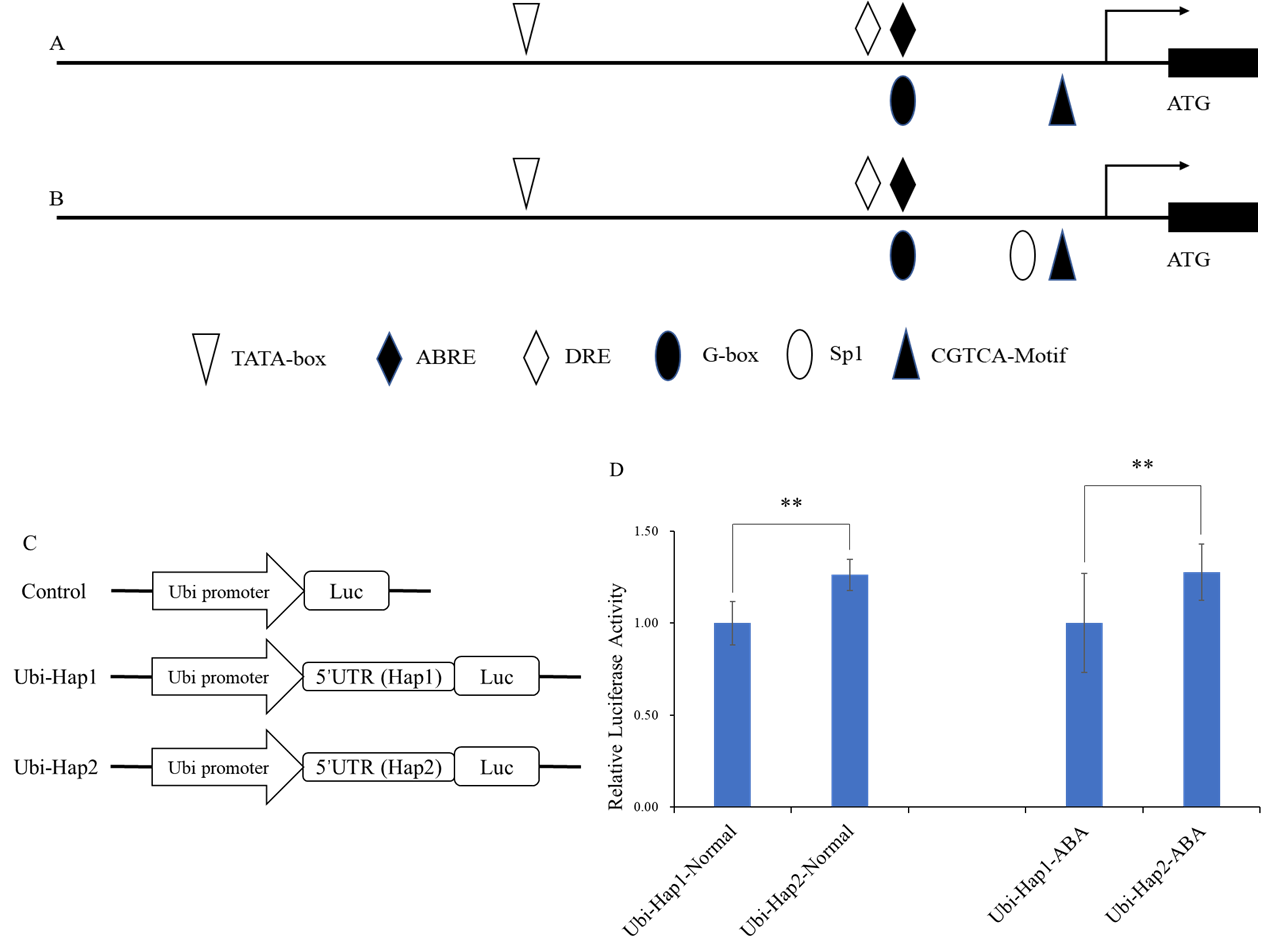 A
ATG
B
ATG
TATA-box ABRE DRE G-box Sp1 CGTCA-Motif
C
Control Ubi promoter Luc
Ubi-Hap1 Ubi promoter 5’UTR (Hap1) Luc
Ubi-Hap2 Ubi promoter 5’UTR (Hap2) Luc
D
** **
Relative Luciferase Activity
1.50
1.00
0.50
0.00
Ubi-Hap1-Normal
Ubi-Hap2-Normal
Ubi-Hap1-ABA
Ubi-Hap2-ABA